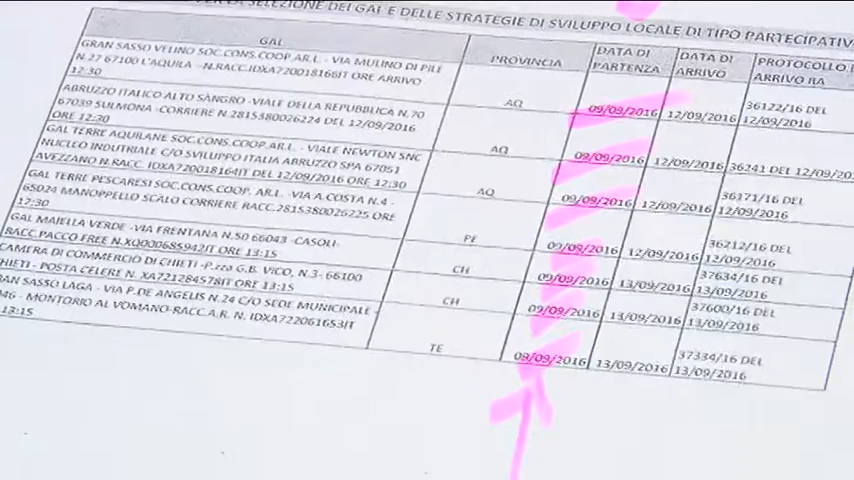 PER LA SELEZIONE DEI GAL E DELLE STRATEGIE DI SVILUPPO LOCALE DI TIPO PARTECIPATIV
GAL PROVINCIA DATA DI PARTENZA DATA DI ARRIVO PROTOCOLLO ARRIVO RA
GRAN SASSO VELINO SOC.CONS.COOP.AR.L. - VIA MULINO DI PILE
N.27 67100 L'AQUILA - N.RACC.IDXA720018166IT ORE ARRIVO
12:30
AQ 09/09/2016 12/09/2016 36122/16 DEL
12/09/2016
ABRUZZO ITALICO ALTO SANGRO -VIALE DELLA REPUBBLICA N.70
67039 SULMONA -CORRIERE N.2815380026224 DEL 12/09/2016
ORE 12:30
AQ 09/09/2016 12/09/2016 36241 DEL 12/09/20
GAL TERRE AQUILANE SOC.CONS.COOP.AR.L. - VIALE NEWTON SNC
NUCLEO INDUTRIALE C/O SVILUPPO ITALIA ABRUZZO SPA 67051
AVEZZANO N.RACC. IDXA720018164IT DEL 12/09/2016 ORE 12:30
AQ 09/09/2016 12/09/2016 36171/16 DEL
12/09/2016
GAL TERRE PESCARESI SOC.CONS.COOP. AR.L. - VIA A.COSTA N.4 -
65024 MANOPPELLO SCALO CORRIERE RACC.2815380026225 ORE
12:30
PE 09/09/2016 12/09/2016 36212/16 DEL
12/09/2016
GAL MAIELLA VERDE -VIA FRENTANA N.50 66043 -CASOLI-
RACC.PACCO FREE N.XQ000685942IT ORE 13:15
CH 09/09/2016 13/09/2016 37634/16 DEL
13/09/2016
CAMERA DI COMMERCIO DI CHIETI -P.zza G.B. VICO, N.3- 66100
HIETI - POSTA CELERE N. XA721284578IT ORE 13:15
CH 09/09/2016 13/09/2016 37600/16 DEL
13/09/2016
RAN SASSO LAGA - VIA P.DE ANGELIS N.24 C/O SEDE MUNICIPALE
046 - MONTORIO AL VOMANO-RACC.A.R. N. IDXA722061653IT
13:15
TE 09/09/2016 13/09/2016 37334/16 DEL
13/09/2016